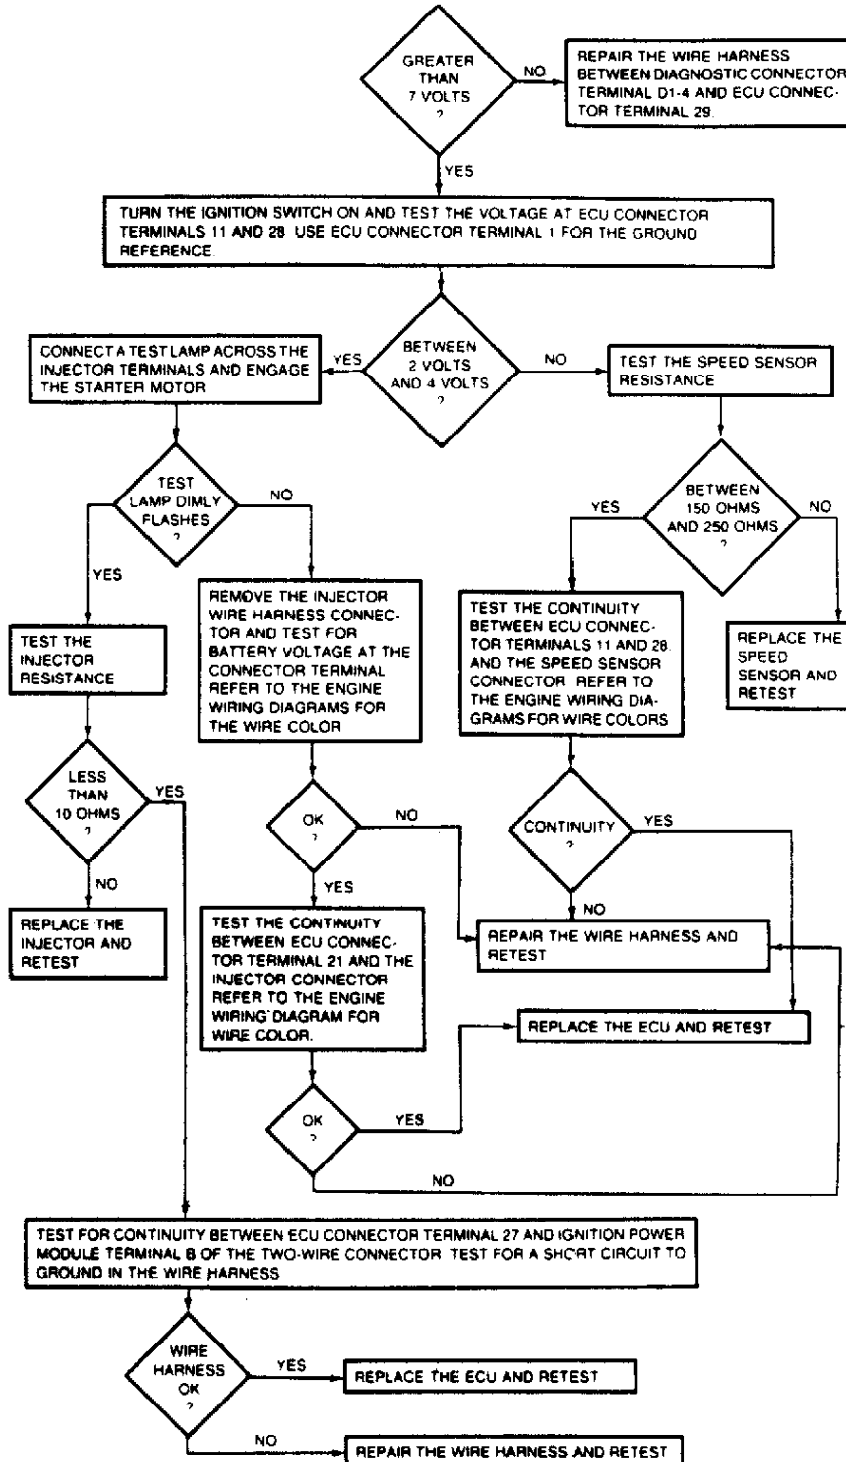 GREATER
THAN
7 VOLTS
?
NO
REPAIR THE WIRE HARNESS
BETWEEN DIAGNOSTIC CONNECTOR
TERMINAL D1-4 AND ECU CONNEC-
TOR TERMINAL 29.
YES
TURN THE IGNITION SWITCH ON AND TEST THE VOLTAGE AT ECU CONNECTOR
TERMINALS 11 AND 28 USE ECU CONNECTOR TERMINAL 1 FOR THE GROUND
REFERENCE.
BETWEEN
2 VOLTS
AND 4 VOLTS
?
YES
NO
CONNECT A TEST LAMP ACROSS THE
INJECTOR TERMINALS AND ENGAGE
THE STARTER MOTOR
TEST THE SPEED SENSOR
RESISTANCE
TEST
LAMP DIMLY
FLASHES
?
NO
YES
BETWEEN
150 OHMS
AND 250 OHMS
?
YES
NO
TEST THE
INJECTOR
RESISTANCE
REMOVE THE INJECTOR
WIRE HARNESS CONNEC-
TOR AND TEST FOR
BATTERY VOLTAGE AT THE
CONNECTOR TERMINAL
REFER TO THE ENGINE
WIRING DIAGRAMS FOR
THE WIRE COLOR
TEST THE CONTINUITY
BETWEEN ECU CONNEC-
TOR TERMINALS 11 AND 28.
AND THE SPEED SENSOR
CONNECTOR REFER TO
THE ENGINE WIRING DIA-
GRAMS FOR WIRE COLORS
REPLACE THE
SPEED
SENSOR AND
RETEST
LESS
THAN
10 OHMS
?
YES
NO
OK
?
NO
YES
CONTINUITY
?
YES
NO
REPLACE THE
INJECTOR AND
RETEST
TEST THE CONTINUITY
BETWEEN ECU CONNEC-
TOR TERMINAL 21 AND THE
INJECTOR CONNECTOR
REFER TO THE ENGINE
WIRING DIAGRAM FOR
WIRE COLOR.
REPAIR THE WIRE HARNESS AND
RETEST
REPLACE THE ECU AND RETEST
OK
?
YES
NO
TEST FOR CONTINUITY BETWEEN ECU CONNECTOR TERMINAL 27 AND IGNITION POWER
MODULE TERMINAL B OF THE TWO-WIRE CONNECTOR TEST FOR A SHORT CIRCUIT TO
GROUND IN THE WIRE HARNESS
WIRE
HARNESS
OK
?
YES
REPLACE THE ECU AND RETEST
NO
REPAIR THE WIRE HARNESS AND RETEST